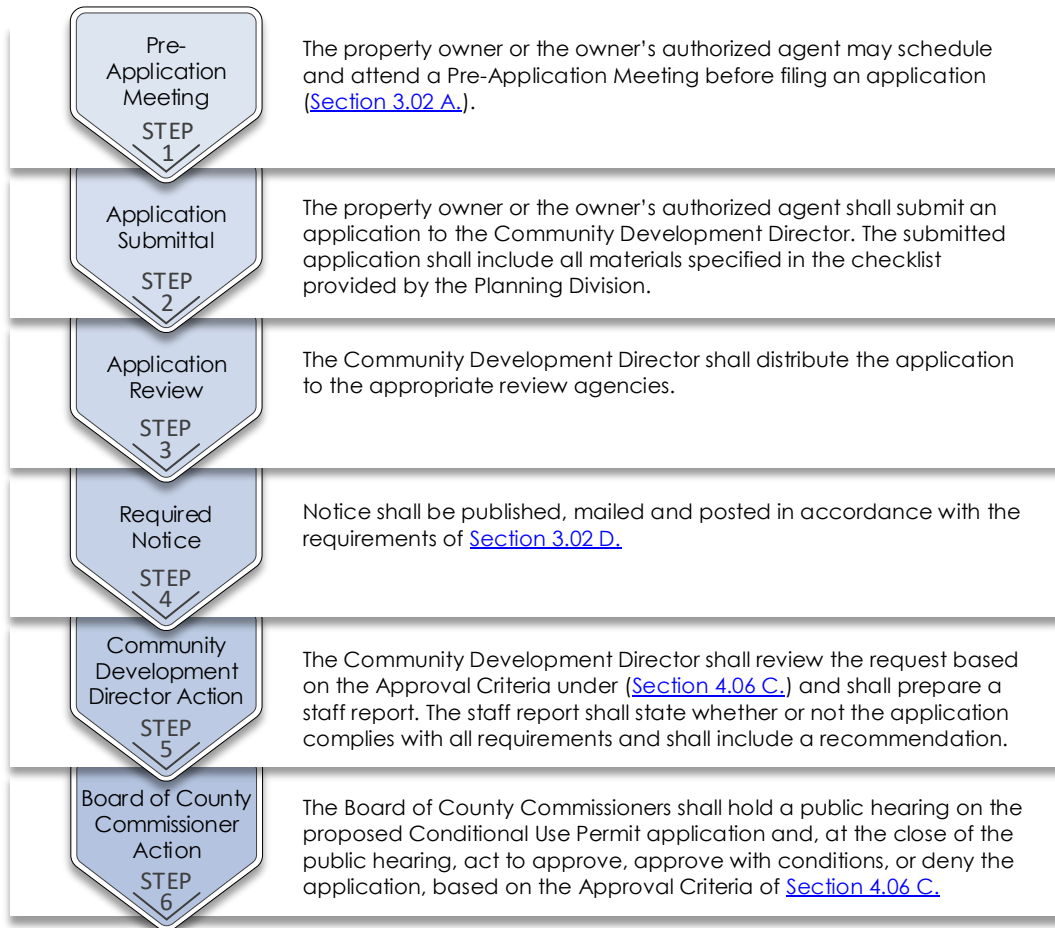 Pre-
Application
Meeting
STEP
1
The property owner or the owner’s authorized agent may schedule
and attend a Pre-Application Meeting before filing an application
(Section 3.02 A.).
Application
Submittal
STEP
2
The property owner or the owner’s authorized agent shall submit an
application to the Community Development Director. The submitted
application shall include all materials specified in the checklist
provided by the Planning Division.
Application
Review
STEP
3
The Community Development Director shall distribute the application
to the appropriate review agencies.
Required
Notice
STEP
4
Notice shall be published, mailed and posted in accordance with the
requirements of Section 3.02 D.
Community
Development
Director Action
STEP
5
The Community Development Director shall review the request based
on the Approval Criteria under (Section 4.06 C.) and shall prepare a
staff report. The staff report shall state whether or not the application
complies with all requirements and shall include a recommendation.
Board of County
Commissioner
Action
STEP
6
The Board of County Commissioners shall hold a public hearing on the
proposed Conditional Use Permit application and, at the close of the
public hearing, act to approve, approve with conditions, or deny the
application, based on the Approval Criteria of Section 4.06 C.